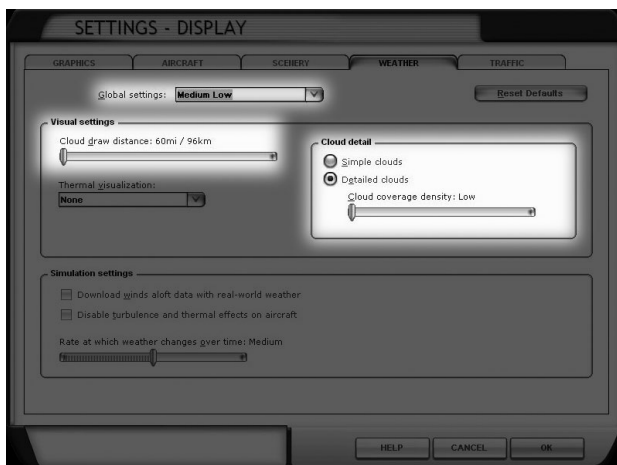 SETTINGS - DISPLAY
GRAPHICS AIRCRAFT SCENERY WEATHER TRAFFIC
Global settings: Medium Low Reset Defaults
Visual settings
Cloud draw distance: 60mi / 96km
Thermal visualization:
None
Cloud detail
Simple clouds
Detailed clouds
Cloud coverage density: Low
Simulation settings
Download winds aloft data with real-world weather
Disable turbulence and thermal effects on aircraft
Rate at which weather changes over time: Medium
HELP CANCEL OK